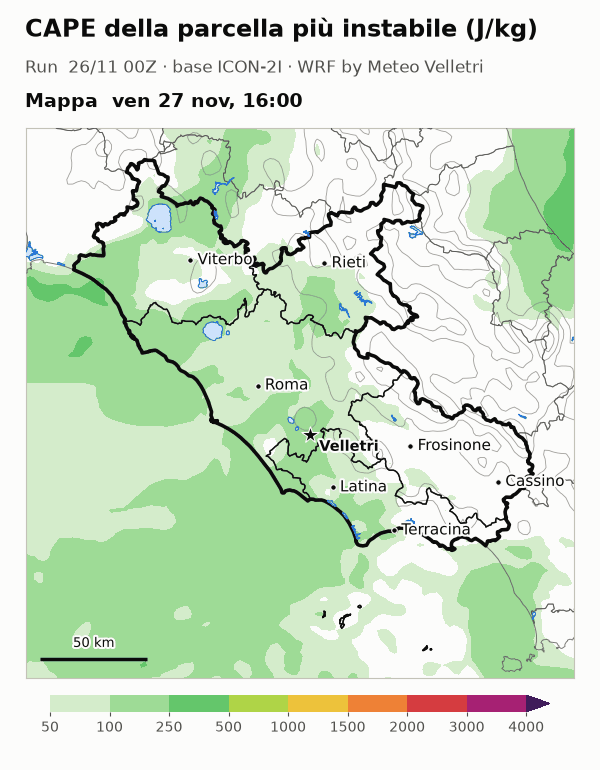 CAPE della parcella più instabile (J/kg)
Run 26/11 00Z · base ICON-2I · WRF by Meteo Velletri
Mappa ven 27 nov, 16:00
Viterbo
Rieti
Roma
Velletri
Frosinone
Latina
Cassino
Terracina
50 km
50 100 250 500 1000 1500 2000 3000 4000